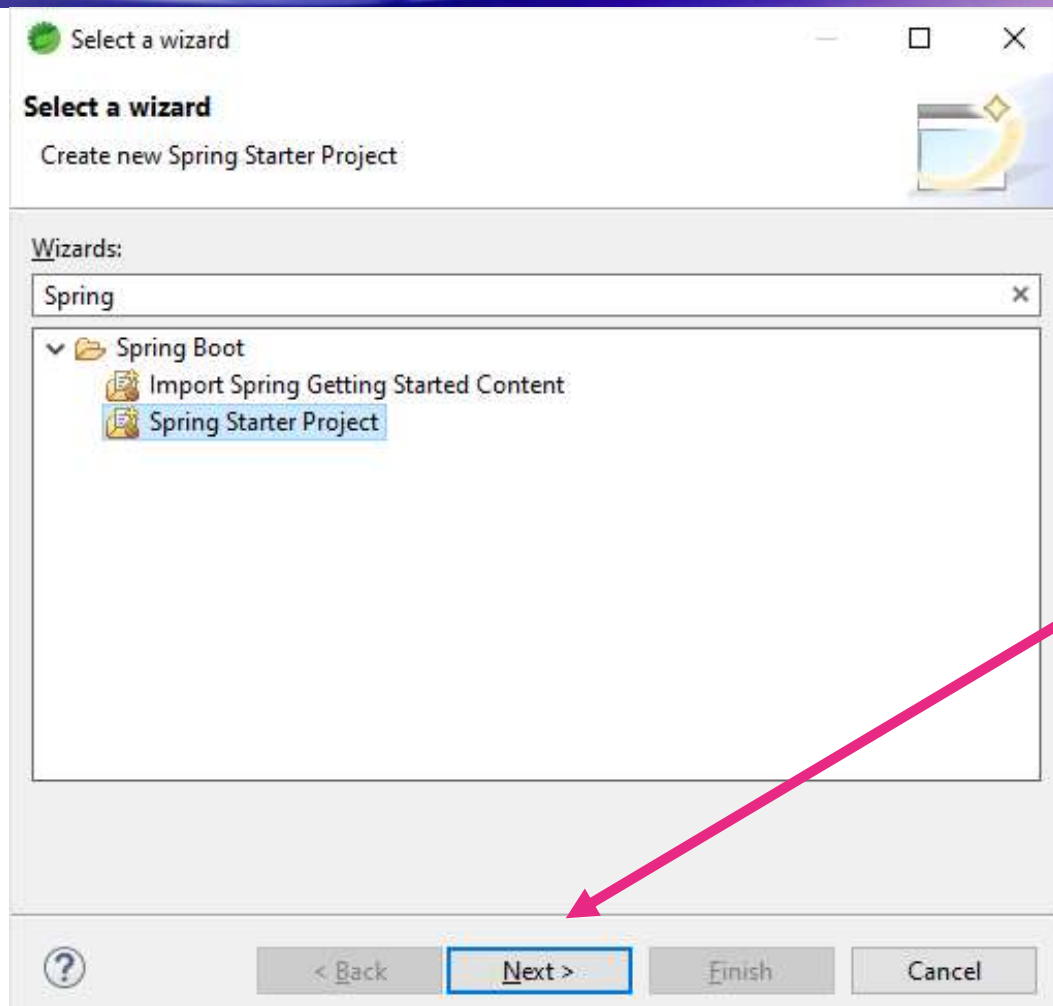 Select a wizard
Select a wizard
Create new Spring Starter Project
Wizards:
Spring
Spring Boot
Import Spring Getting Started Content
Spring Starter Project
? < Back Next > Finish Cancel